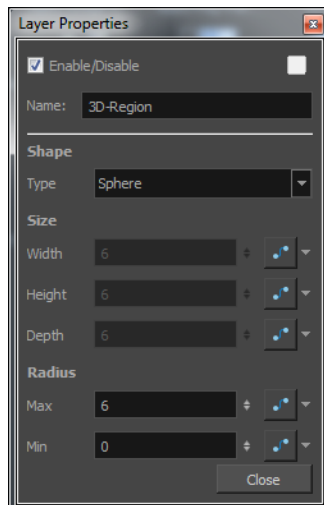 Layer Properties
Enable/Disable
Name: 3D-Region
Shape
Type Sphere
Size
Width 6
Height 6
Depth 6
Radius
Max 6
Min 0
Close